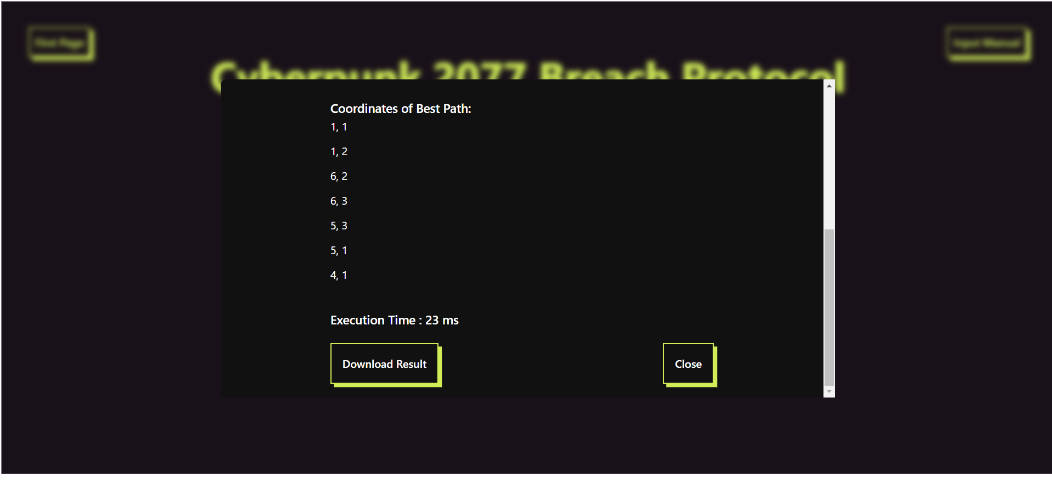 First Page
Input Manual
Cyberpunk 2077 Breach Protocol
Coordinates of Best Path:
1, 1
1, 2
6, 2
6, 3
5, 3
5, 1
4, 1
Execution Time : 23 ms
Download Result
Close